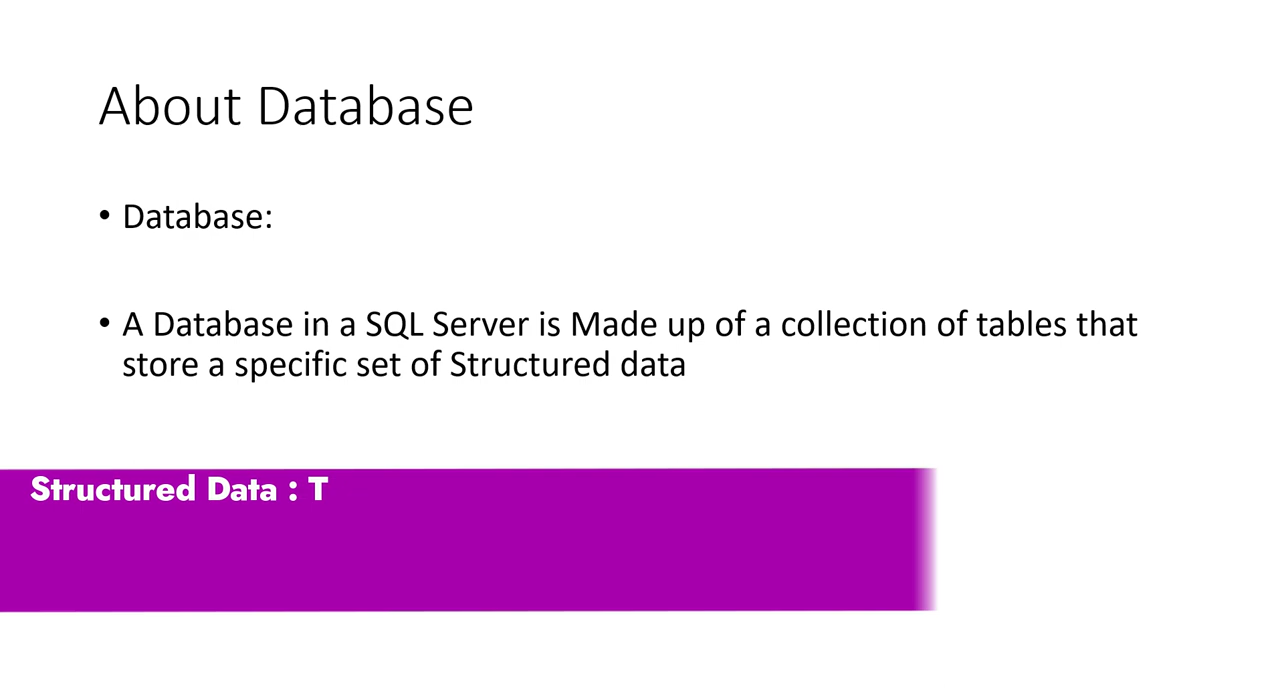 About Database
• Database:
• A Database in a SQL Server is Made up of a collection of tables that
store a specific set of Structured data
Structured Data : T